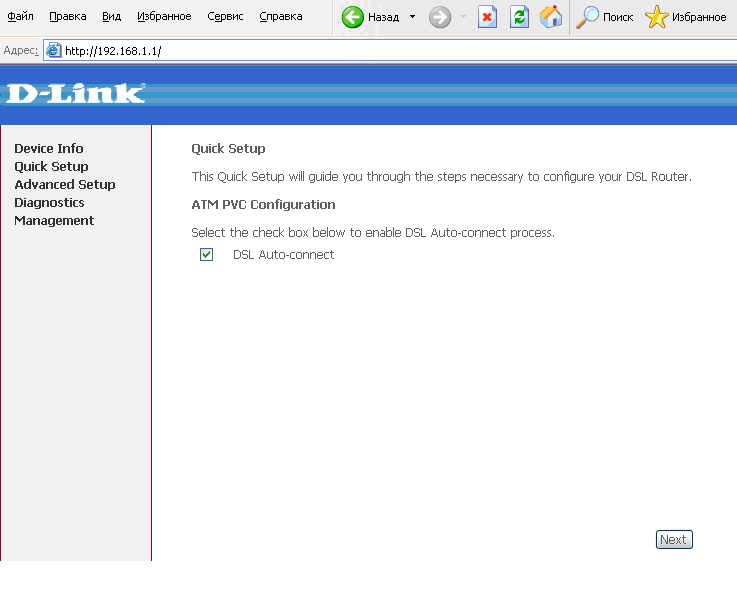 Файл Правка Вид Избранное Сервис Справка Назад Поиск Избранное
Адрес: http://192.168.1.1/
D-Link
Device Info
Quick Setup
Advanced Setup
Diagnostics
Management
Quick Setup
This Quick Setup will guide you through the steps necessary to configure your DSL Router.
ATM PVC Configuration
Select the check box below to enable DSL Auto-connect process.
DSL Auto-connect
Next